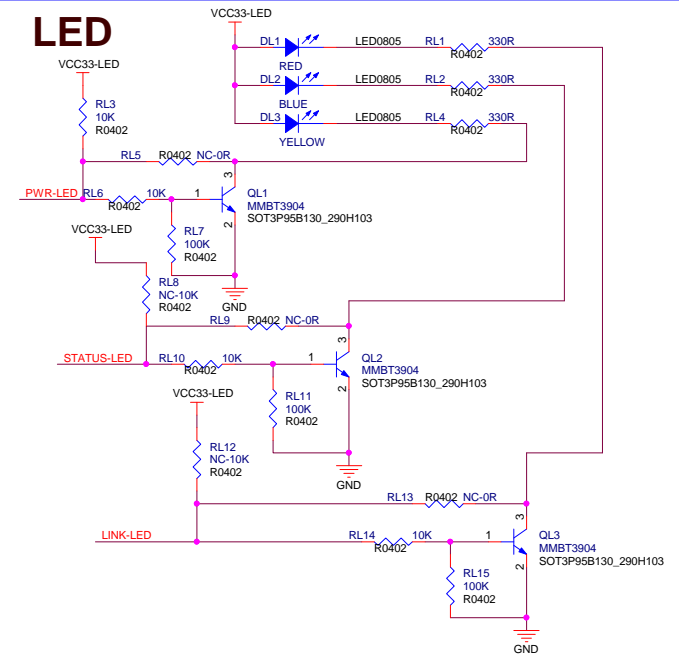 LED
VCC33-LED
DL1
RED
LED0805
RL1
R0402
330R
DL2
BLUE
LED0805
RL2
R0402
330R
DL3
YELLOW
LED0805
RL4
R0402
330R
VCC33-LED
RL3
10K
R0402
RL5
R0402
NC-0R
PWR-LED
RL6
R0402
10K
1
3
2
QL1
MMBT3904
SOT3P95B130_290H103
RL7
100K
R0402
GND
VCC33-LED
RL8
NC-10K
R0402
RL9
R0402
NC-0R
STATUS-LED
RL10
R0402
10K
1
3
2
QL2
MMBT3904
SOT3P95B130_290H103
RL11
100K
R0402
GND
VCC33-LED
RL12
NC-10K
R0402
RL13
R0402
NC-0R
LINK-LED
RL14
R0402
10K
1
3
2
QL3
MMBT3904
SOT3P95B130_290H103
RL15
100K
R0402
GND